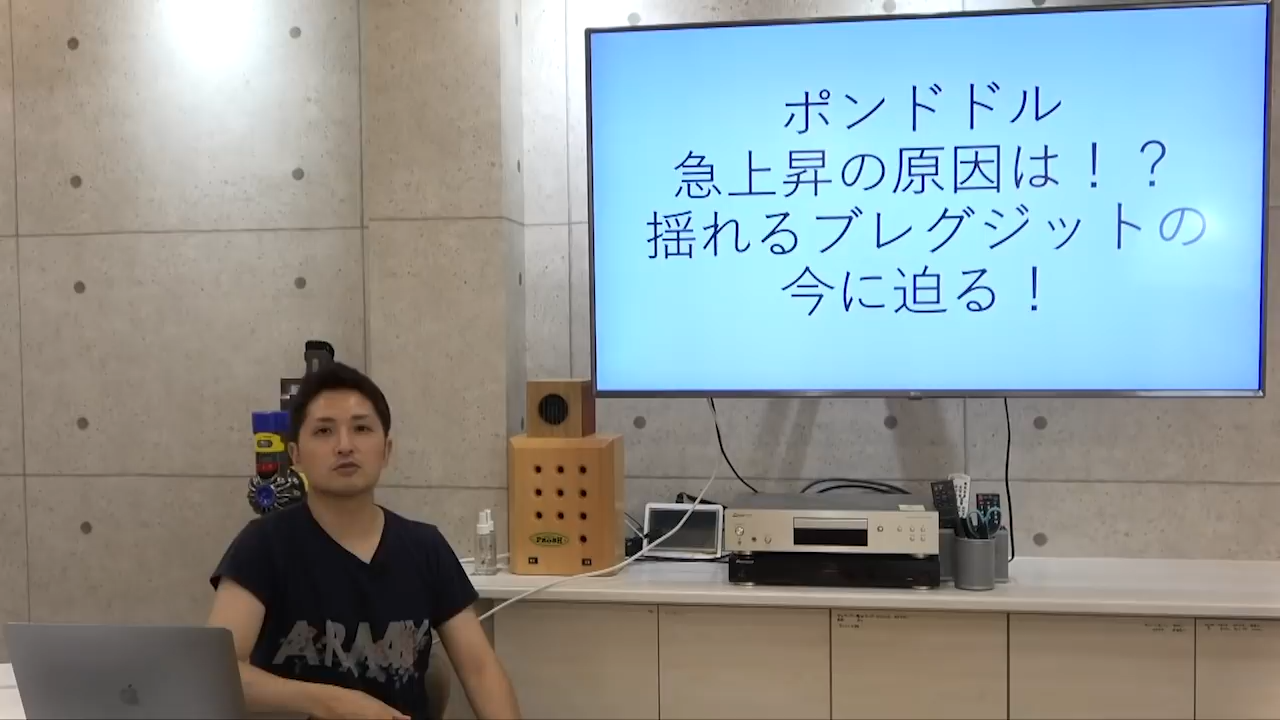 ポンドドル
急上昇の原因は！？
揺れるブレグジットの
今に迫る！